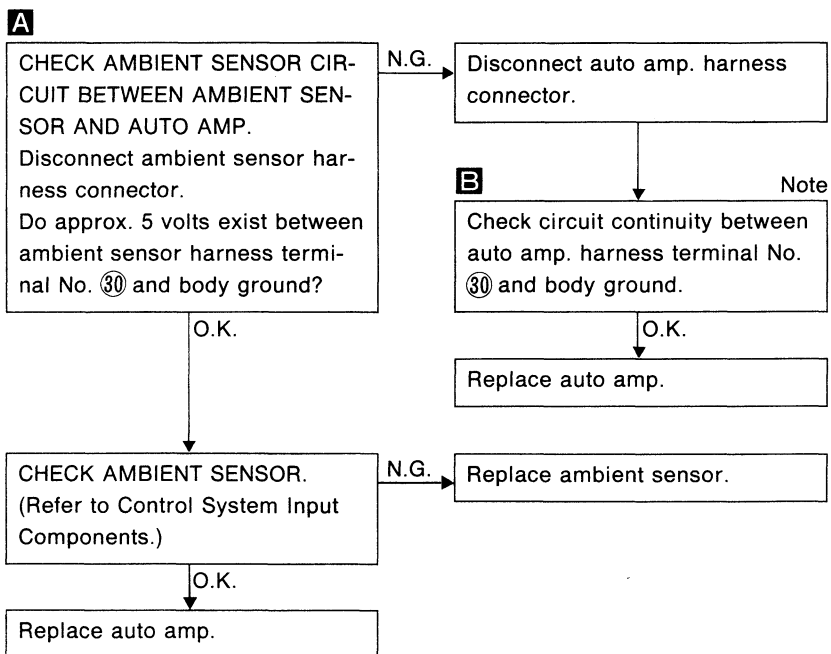 A
CHECK AMBIENT SENSOR CIR-
CUIT BETWEEN AMBIENT SEN-
SOR AND AUTO AMP.
Disconnect ambient sensor har-
ness connector.
Do approx. 5 volts exist between
ambient sensor harness termi-
nal No. ㉚ and body ground?
N.G.
Disconnect auto amp. harness
connector.
B
Note
Check circuit continuity between
auto amp. harness terminal No.
㉚ and body ground.
O.K.
Replace auto amp.
O.K.
CHECK AMBIENT SENSOR.
(Refer to Control System Input
Components.)
N.G.
Replace ambient sensor.
O.K.
Replace auto amp.